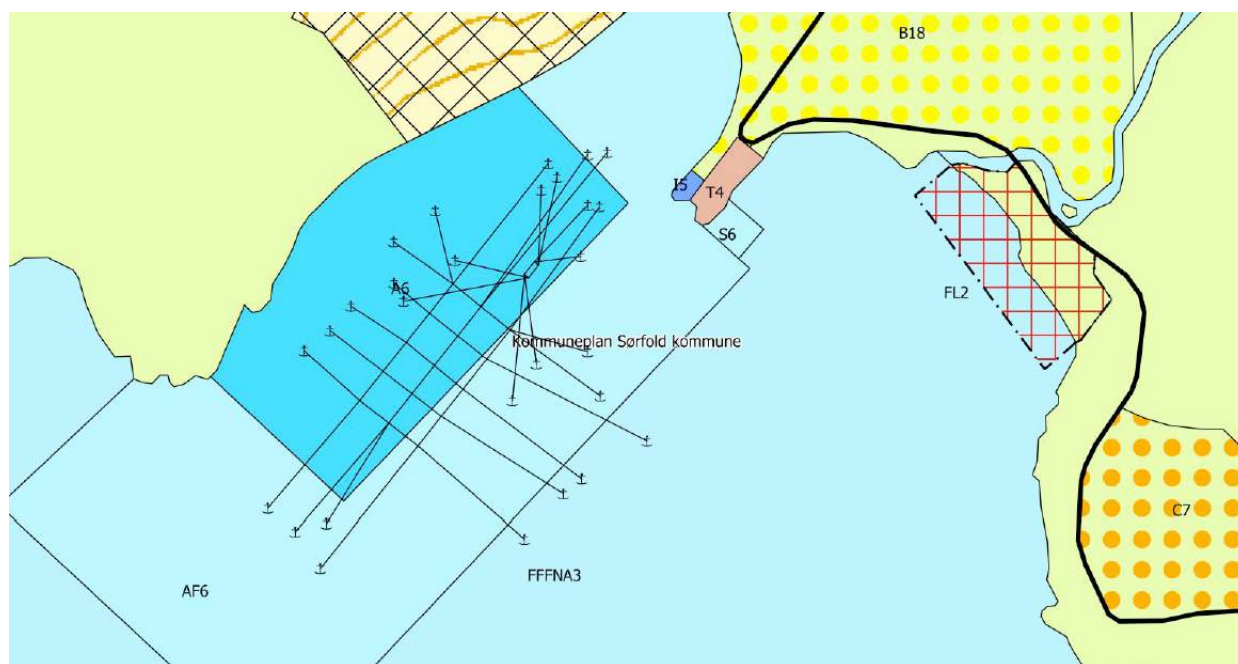 B18
I5
T4
S6
A6
FL2
Kommuneplan Sørfold kommune
C7
FFFNA3
AF6